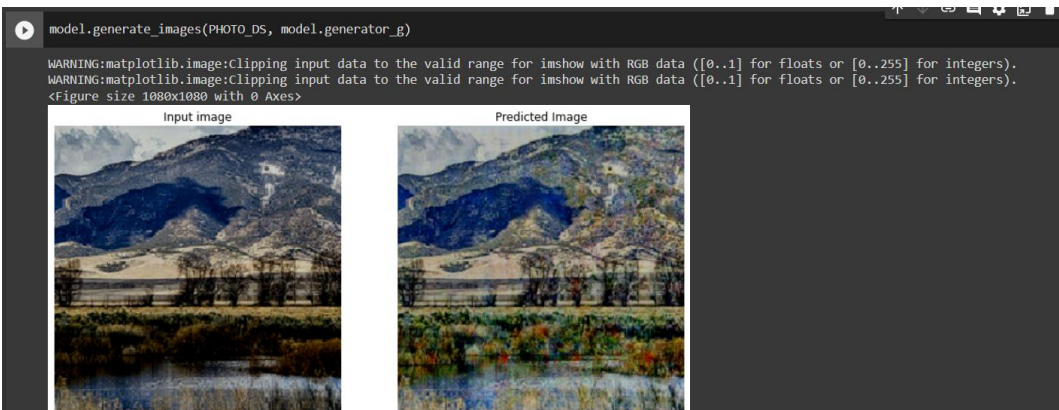 model.generate_images(PHOTO_DS, model.generator_g)
WARNING:matplotlib.image:Clipping input data to the valid range for imshow with RGB data ([0..1] for floats or [0..255] for integers).
WARNING:matplotlib.image:Clipping input data to the valid range for imshow with RGB data ([0..1] for floats or [0..255] for integers).
<Figure size 1080x1080 with 0 Axes>
Input image
Predicted Image